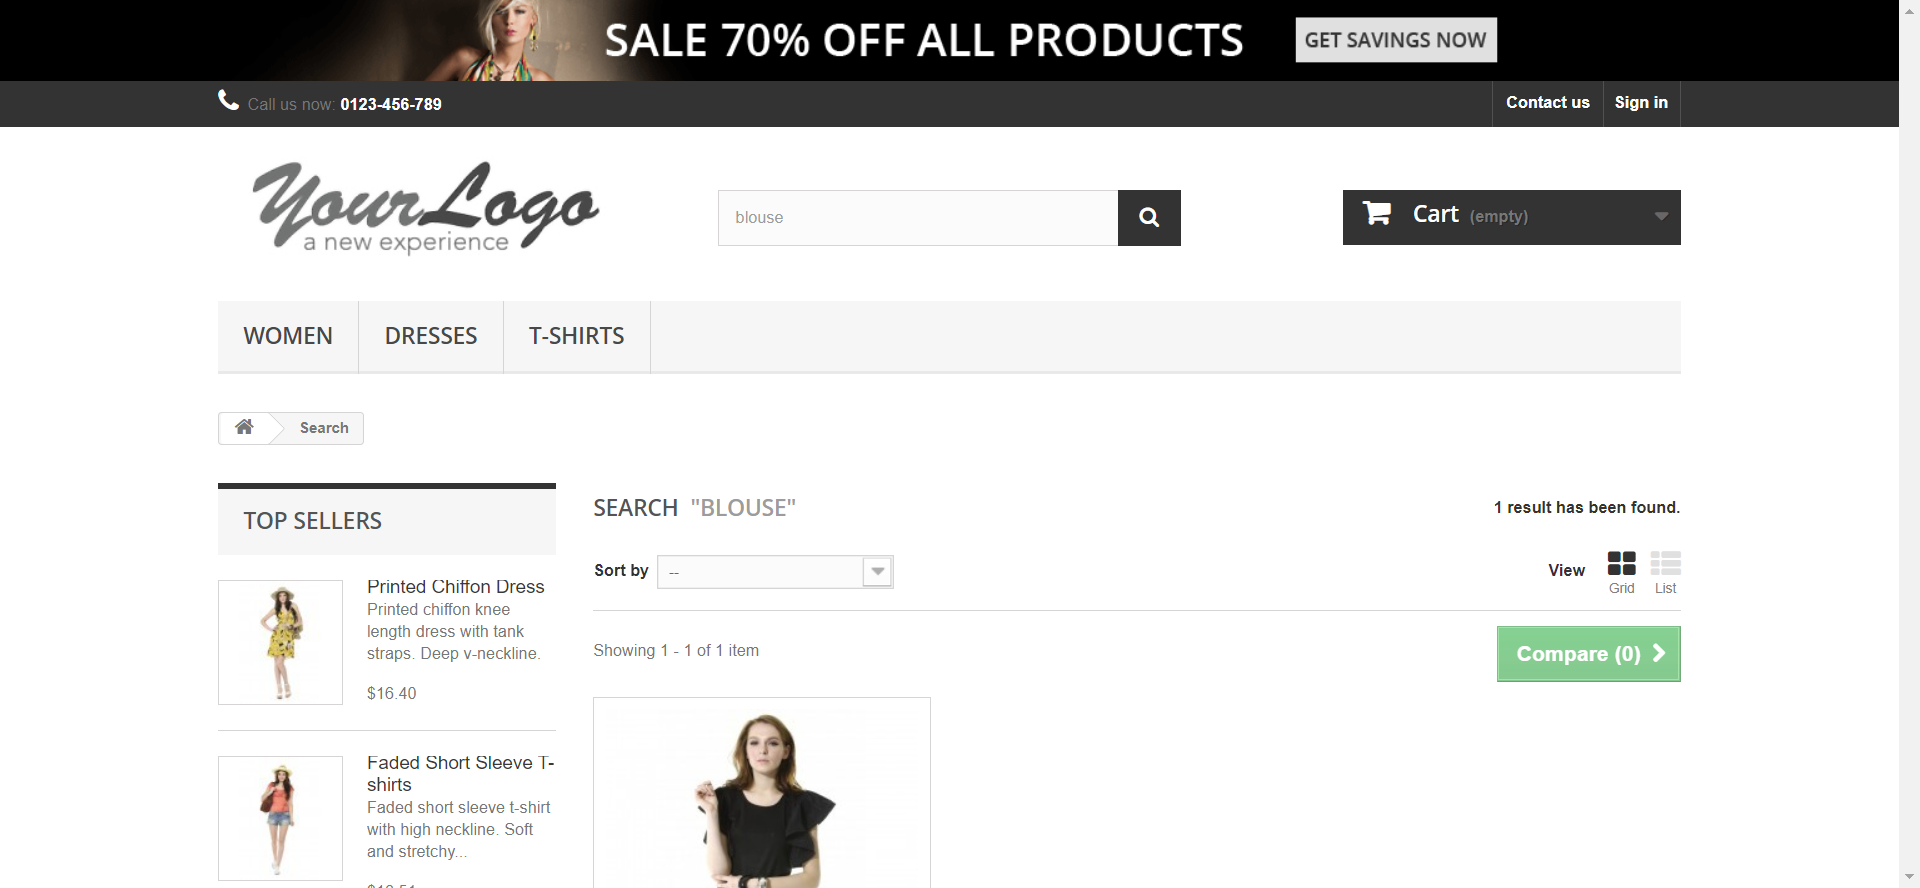 SALE 70% OFF ALL PRODUCTS GET SAVINGS NOW
Call us now: 0123-456-789 Contact us Sign in
YourLogo
a new experience
blouse
Cart (empty)
WOMEN DRESSES T-SHIRTS
Search
TOP SELLERS
Printed Chiffon Dress
Printed chiffon knee
length dress with tank
straps. Deep v-neckline.
$16.40
Faded Short Sleeve T-
shirts
Faded short sleeve t-shirt
with high neckline. Soft
and stretchy...
SEARCH "BLOUSE"
1 result has been found.
Sort by --
View Grid List
Showing 1 - 1 of 1 item
Compare (0)